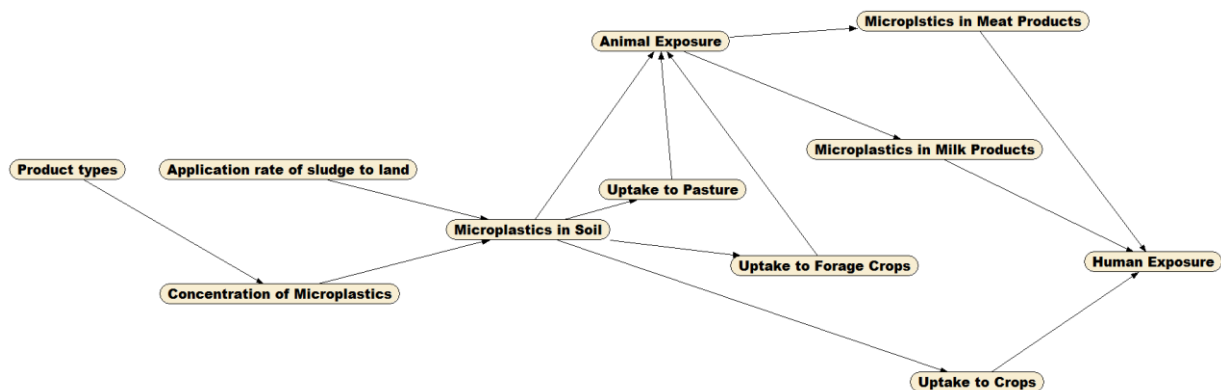 Microplstics in Meat Products
Animal Exposure
Microplastics in Milk Products
Product types
Application rate of sludge to land
Uptake to Pasture
Microplastics in Soil
Uptake to Forage Crops
Human Exposure
Concentration of Microplastics
Uptake to Crops